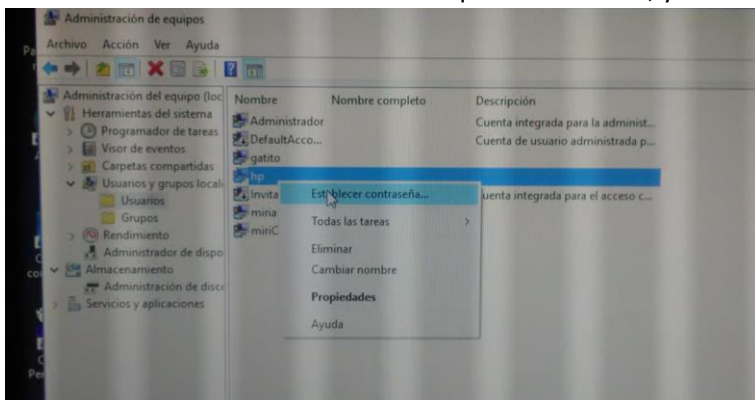 Administración de equipos
Archivo Acción Ver Ayuda
Administración del equipo (loc
Herramientas del sistema
Programador de tareas
Visor de eventos
Carpetas compartidas
Usuarios y grupos local
Usuarios
Grupos
Rendimiento
Administrador de dispo
Almacenamiento
Administración de disc
Servicios y aplicaciones
Nombre Nombre completo Descripción
Administrador Cuenta integrada para la administ...
DefaultAcco... Cuenta de usuario administrada p...
gatito
hp
Invita uenta integrada para el acceso c...
miria
miriC
Establecer contraseña...
Todas las tareas
Eliminar
Cambiar nombre
Propiedades
Ayuda